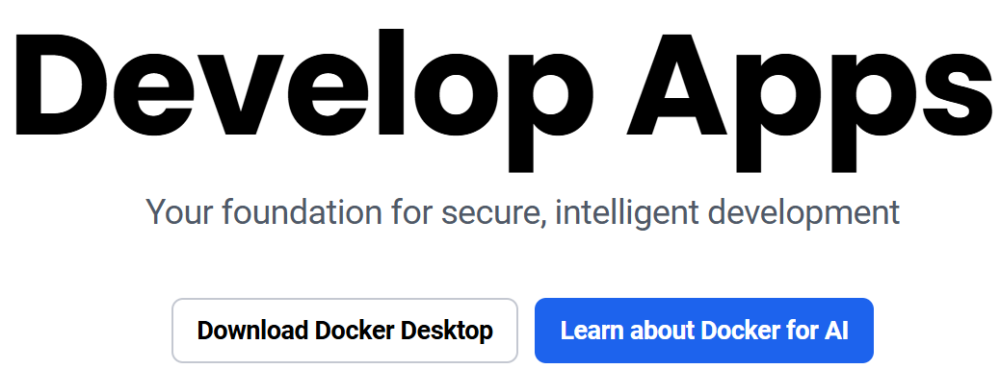 Develop Apps
Your foundation for secure, intelligent development
Download Docker Desktop
Learn about Docker for AI